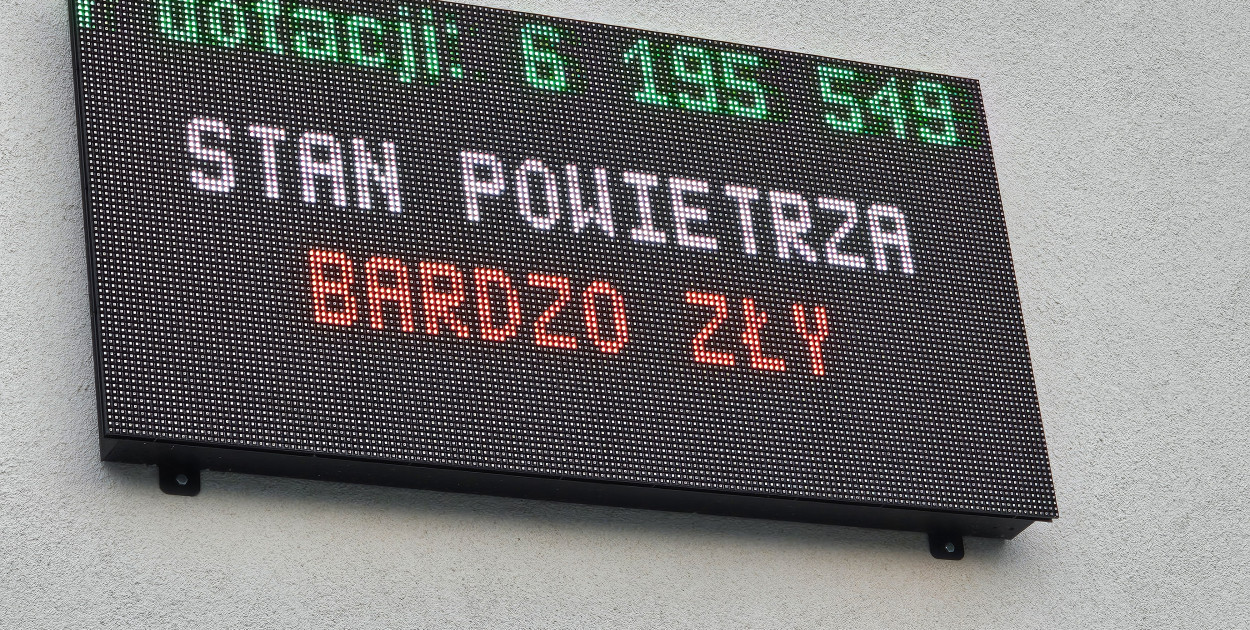 dotacji: 6 195 549
STAN POWIETRZA
BARDZO ZŁY